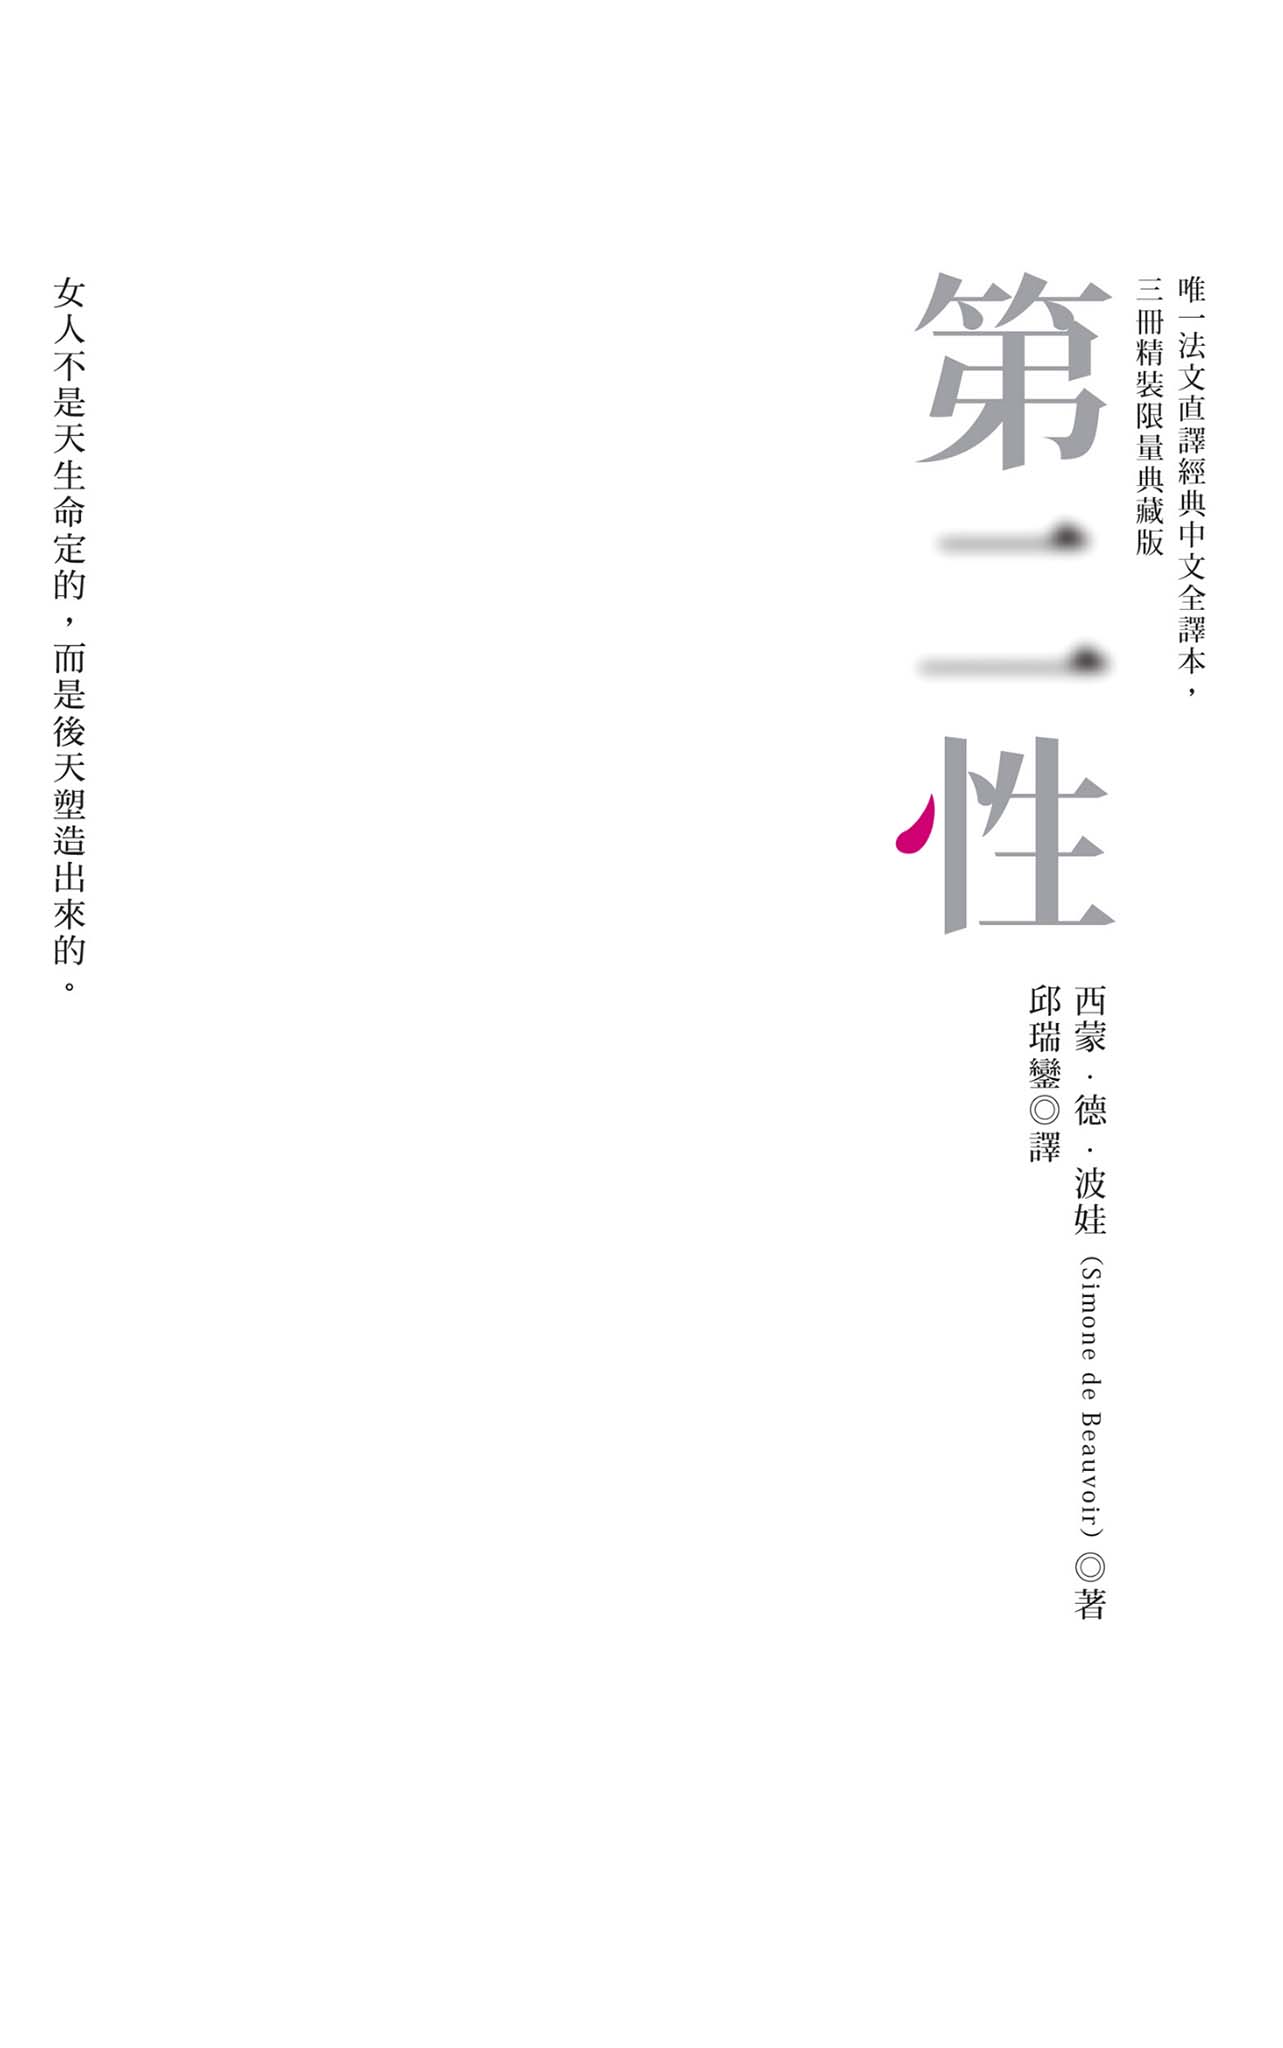 唯一法文直譯經典中文全譯本，
三冊精裝限量典藏版
第二性
西蒙．德．波娃（Simone de Beauvoir）◎著
邱瑞鑾◎譯
女人不是天生命定的，而是後天塑造出來的。